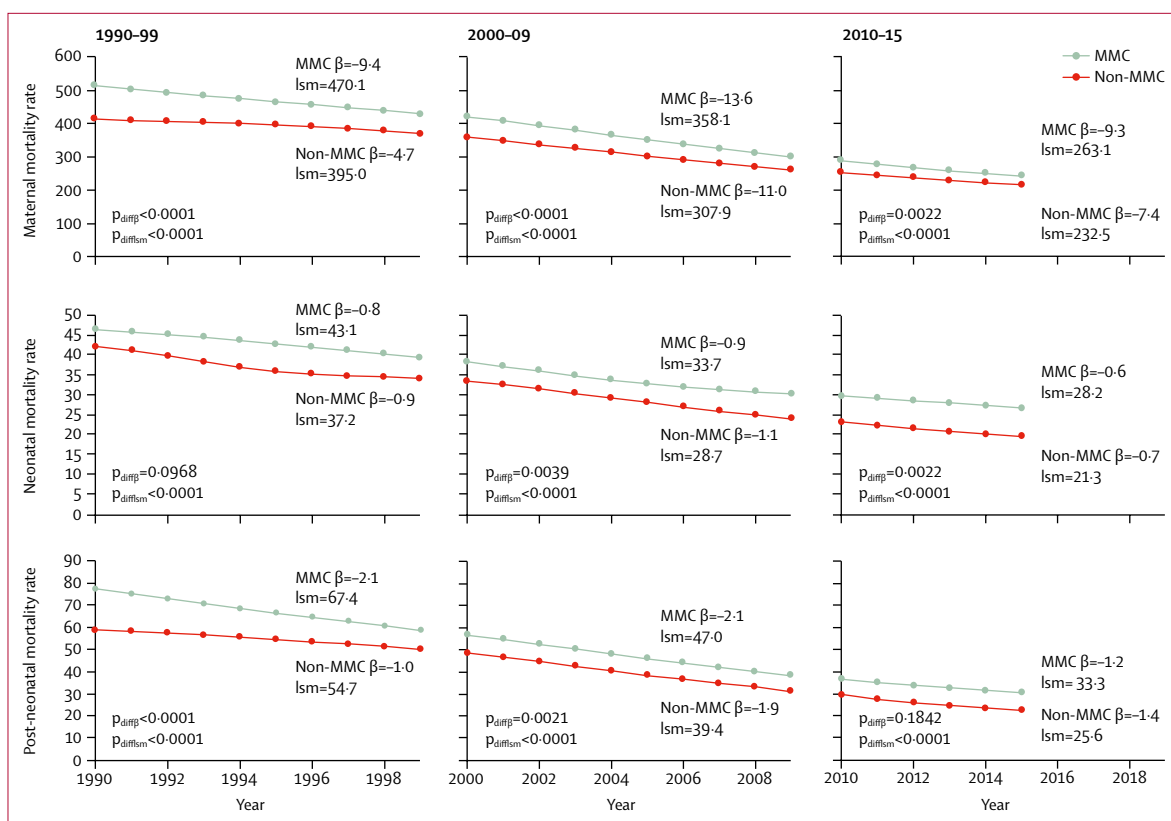 1990–99
2000–09
2010–15
MMC
Non-MMC
Maternal mortality rate
600
500
400
300
200
100
0
MMC β=–9·4
lsm=470·1
Non-MMC β=–4·7
lsm=395·0
pdiffβ<0·0001
pdifflsm<0·0001
MMC β=–13·6
lsm=358·1
Non-MMC β=–11·0
lsm=307·9
pdiffβ<0·0001
pdifflsm<0·0001
MMC β=–9·3
lsm=263·1
Non-MMC β=–7·4
lsm=232·5
pdiffβ=0·0022
pdifflsm<0·0001
Neonatal mortality rate
50
45
40
35
30
25
20
15
10
5
0
MMC β=–0·8
lsm=43·1
Non-MMC β=–0·9
lsm=37·2
pdiffβ=0·0968
pdifflsm<0·0001
MMC β=–0·9
lsm=33·7
Non-MMC β=–1·1
lsm=28·7
pdiffβ=0·0039
pdifflsm<0·0001
MMC β=–0·6
lsm=28·2
Non-MMC β=–0·7
lsm=21·3
pdiffβ=0·0022
pdifflsm<0·0001
Post-neonatal mortality rate
90
80
70
60
50
40
30
20
10
0
MMC β=–2·1
lsm=67·4
Non-MMC β=–1·0
lsm=54·7
pdiffβ<0·0001
pdifflsm<0·0001
MMC β=–2·1
lsm=47·0
Non-MMC β=–1·9
lsm=39·4
pdiffβ=0·0021
pdifflsm<0·0001
MMC β=–1·2
lsm= 33·3
Non-MMC β=–1·4
lsm=25·6
pdiffβ=0·1842
pdifflsm<0·0001
1990 1992 1994 1996 1998
Year
2000 2002 2004 2006 2008
Year
2010 2012 2014 2016 2018
Year